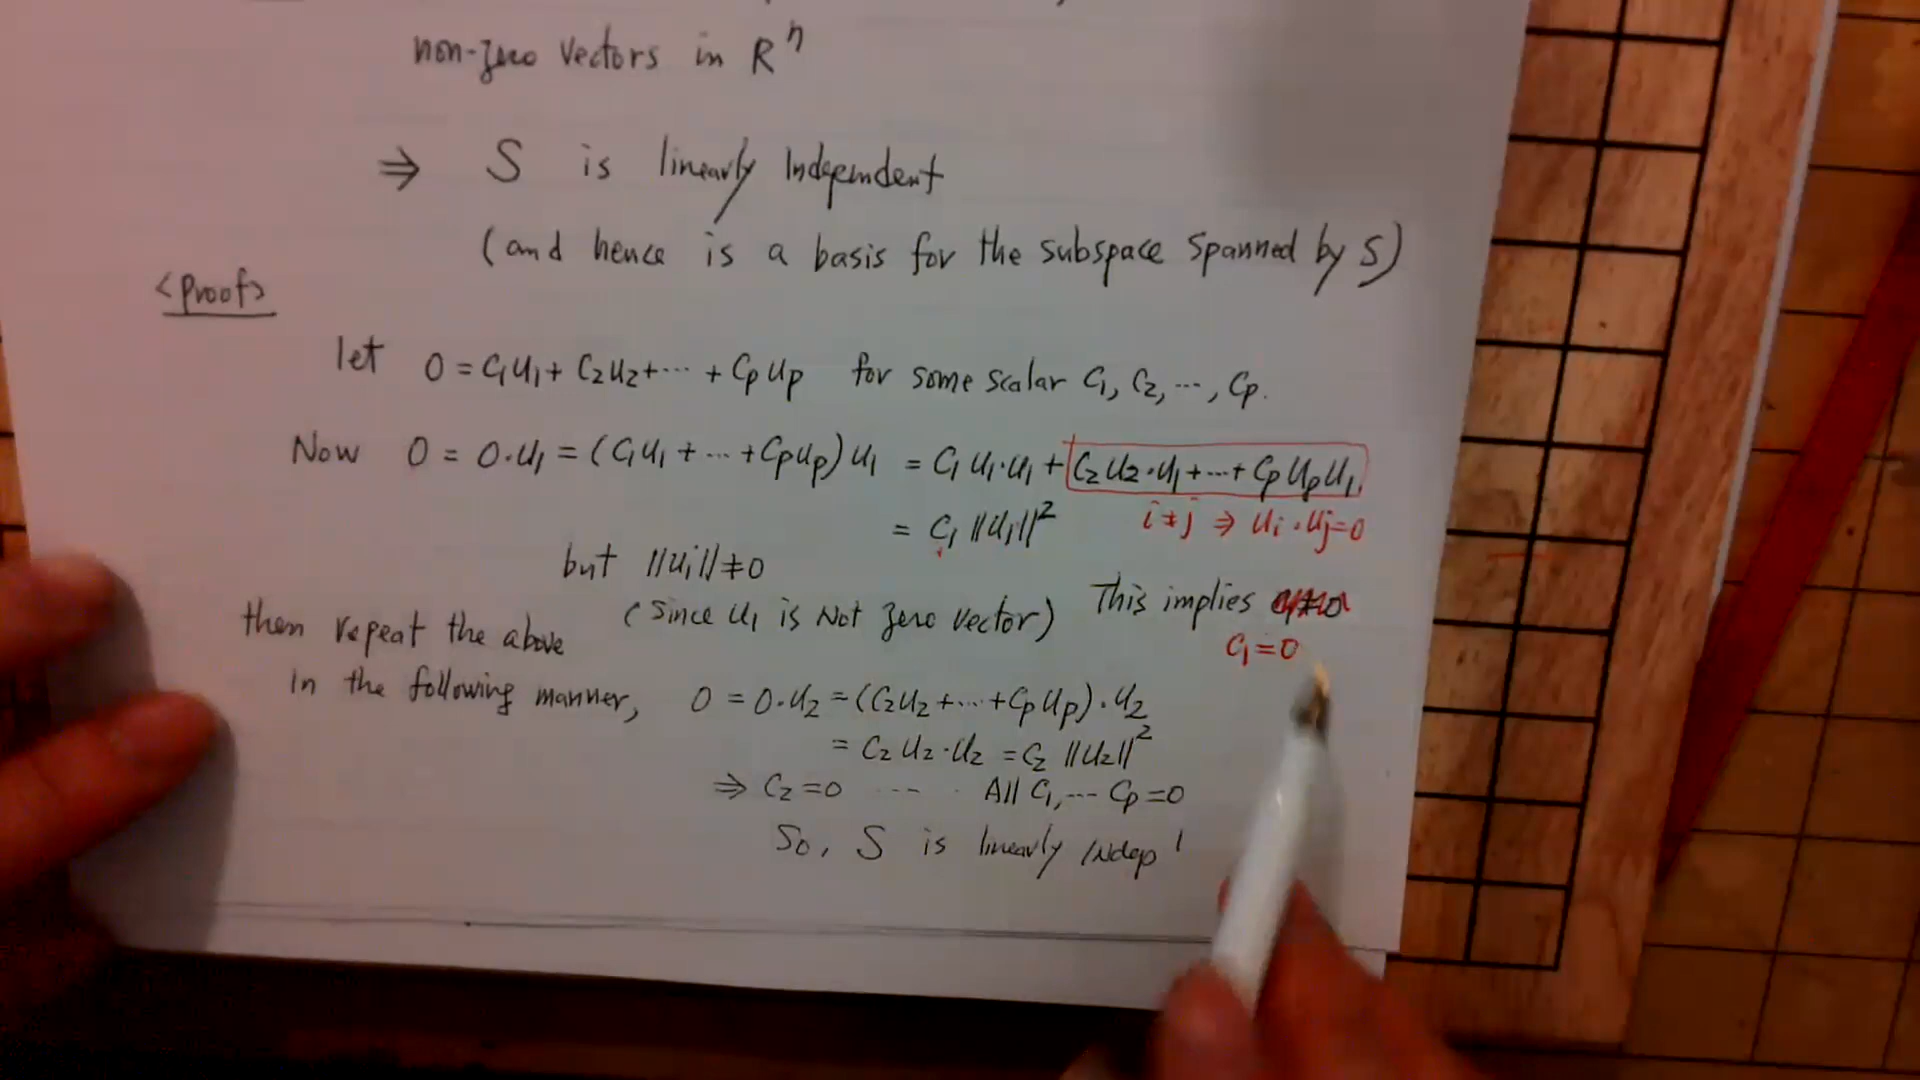 non-zero vectors in Rⁿ
⇒ S is linearly Independent
(and hence is a basis for the subspace spanned by S)
<proof>
let 0 = C₁U₁ + C₂U₂ + ··· + CpUp for some scalar C₁, C₂, ···, Cp.
Now 0 = 0·U₁ = (C₁U₁ + ··· + CpUp) U₁ = C₁ U₁·U₁ + C₂U₂·U₁ + ··· + CpUpU₁
= C₁ ||U₁||² i ≠ j ⇒ Ui·Uj = 0
but ||U₁|| ≠ 0
(since U₁ is Not zero vector) This implies
C₁ = 0
then repeat the above
in the following manner, 0 = 0·U₂ = (C₂U₂ + ··· + CpUp)·U₂
= C₂ U₂·U₂ = C₂ ||U₂||²
⇒ C₂ = 0 ··· · All C₁, ··· Cp = 0
So, S is linearly indep'